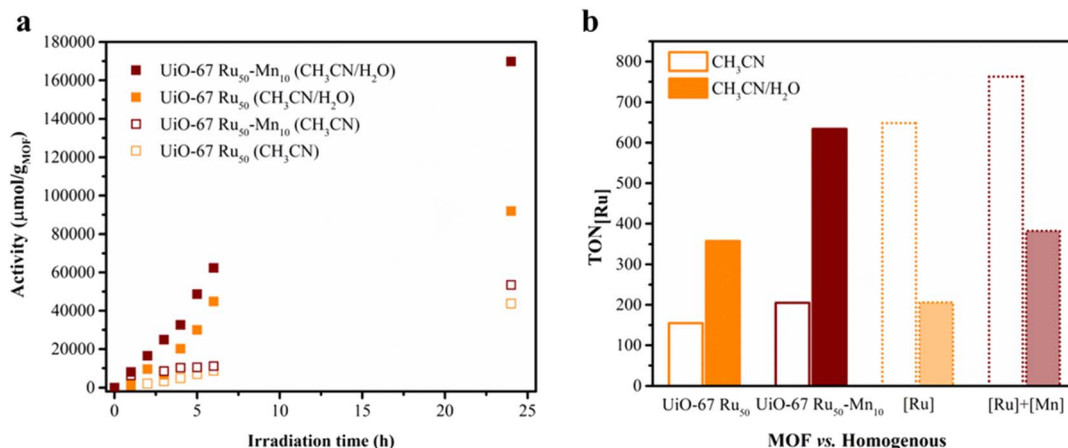 a
180000
160000
140000
120000
100000
80000
60000
40000
20000
0
Activity (μmol/g_MOF)
UiO-67 Ru₅₀-Mn₁₀ (CH₃CN/H₂O)
UiO-67 Ru₅₀ (CH₃CN/H₂O)
UiO-67 Ru₅₀-Mn₁₀ (CH₃CN)
UiO-67 Ru₅₀ (CH₃CN)
0 5 10 15 20 25
Irradiation time (h)
b
800
700
600
500
400
300
200
100
0
TON[Ru]
CH₃CN
CH₃CN/H₂O
UiO-67 Ru₅₀ UiO-67 Ru₅₀-Mn₁₀ [Ru] [Ru]+[Mn]
MOF vs. Homogenous